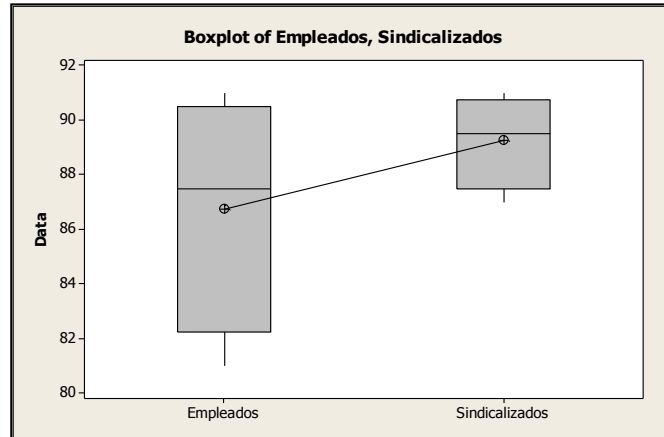 Boxplot of Empleados, Sindicalizados
92
90
88
86
84
82
80
Data
Empleados
Sindicalizados